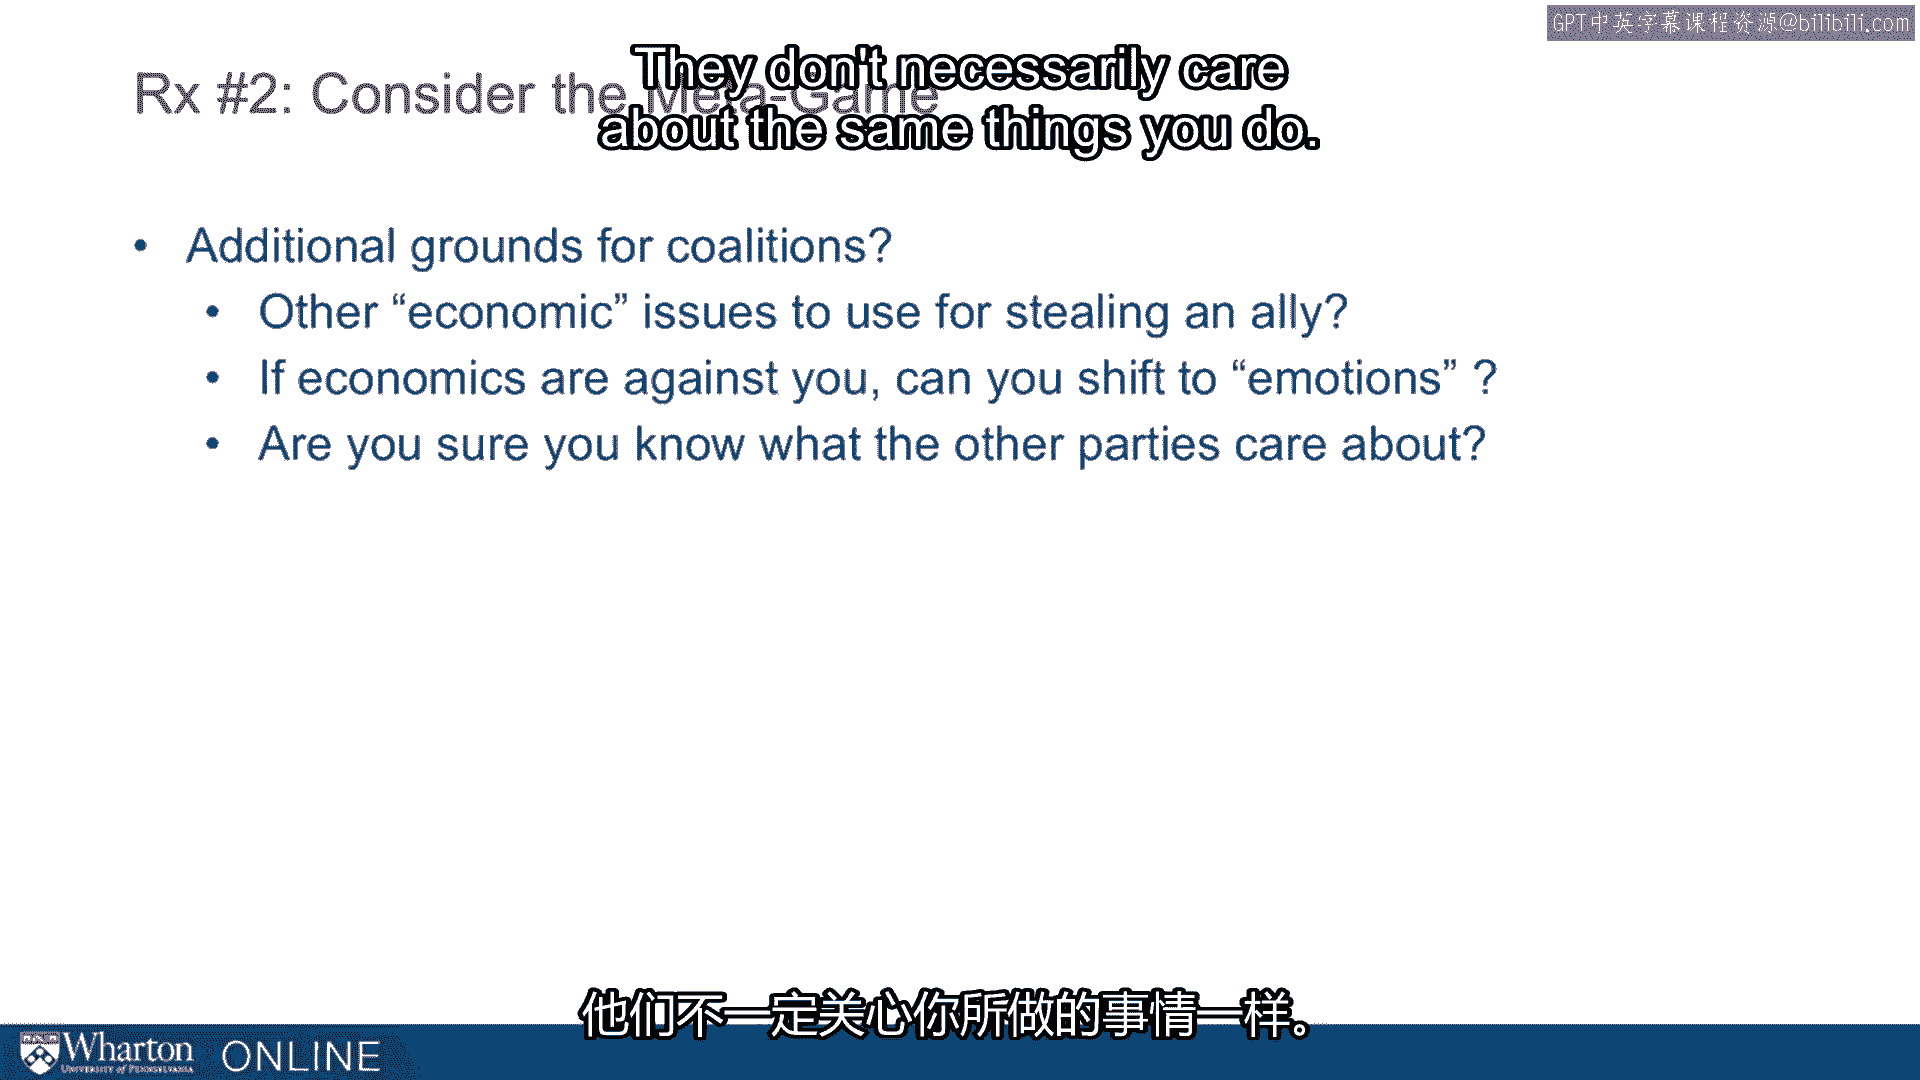 GPT中英字幕课程资源@bilibili.com
They don't necessarily care
about the same things you do.
Rx #2: Consider the Meta-Game
• Additional grounds for coalitions?
• Other “economic” issues to use for stealing an ally?
• If economics are against you, can you shift to “emotions” ?
• Are you sure you know what the other parties care about?
他们不一定关心你所做的事情一样。
Wharton ONLINE
UNIVERSITY of PENNSYLVANIA